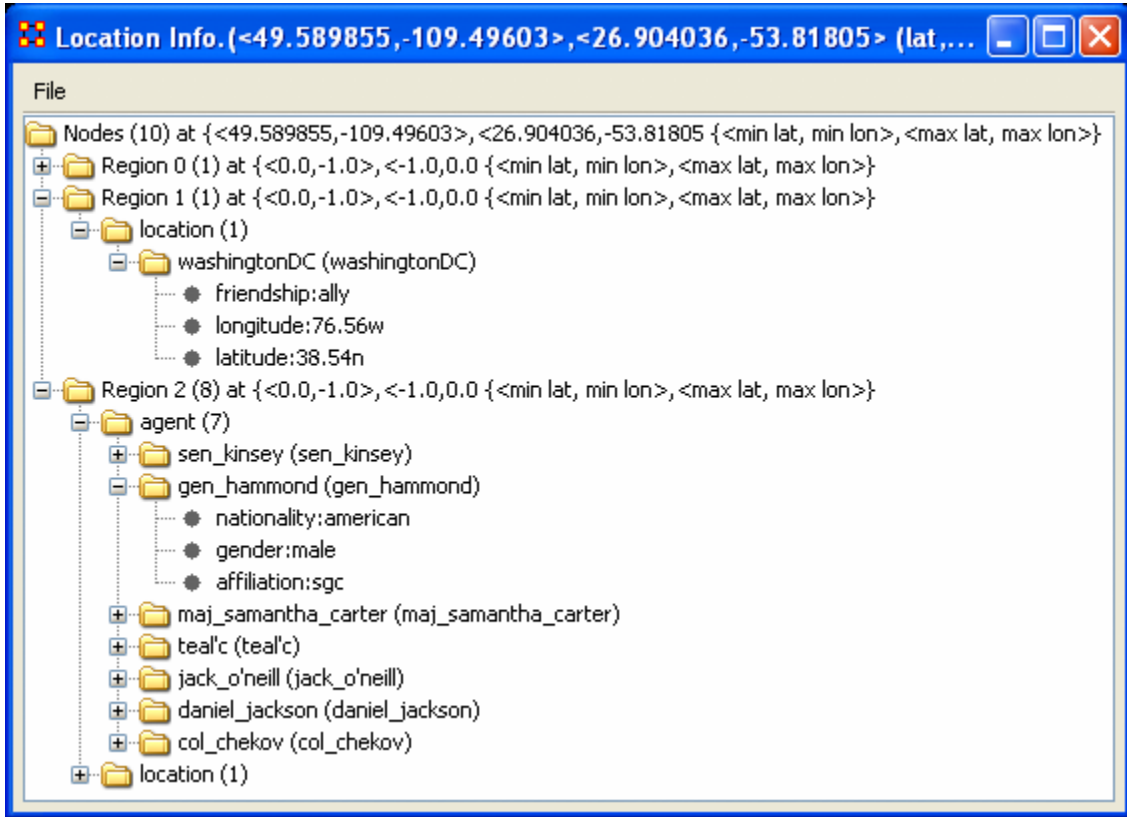 Location Info.(<49.589855,-109.49603>,<26.904036,-53.81805> (lat,...
File
Nodes (10) at {<49.589855,-109.49603>,<26.904036,-53.81805 {<min lat, min lon>,<max lat, max lon>}
Region 0 (1) at {<0.0,-1.0>,<-1.0,0.0 {<min lat, min lon>,<max lat, max lon>}
Region 1 (1) at {<0.0,-1.0>,<-1.0,0.0 {<min lat, min lon>,<max lat, max lon>}
location (1)
washingtonDC (washingtonDC)
friendship:ally
longitude:76.56w
latitude:38.54n
Region 2 (8) at {<0.0,-1.0>,<-1.0,0.0 {<min lat, min lon>,<max lat, max lon>}
agent (7)
sen_kinsey (sen_kinsey)
gen_hammond (gen_hammond)
nationality:american
gender:male
affiliation:sgc
maj_samantha_carter (maj_samantha_carter)
teal'c (teal'c)
jack_o'neill (jack_o'neill)
daniel_jackson (daniel_jackson)
col_chekov (col_chekov)
location (1)